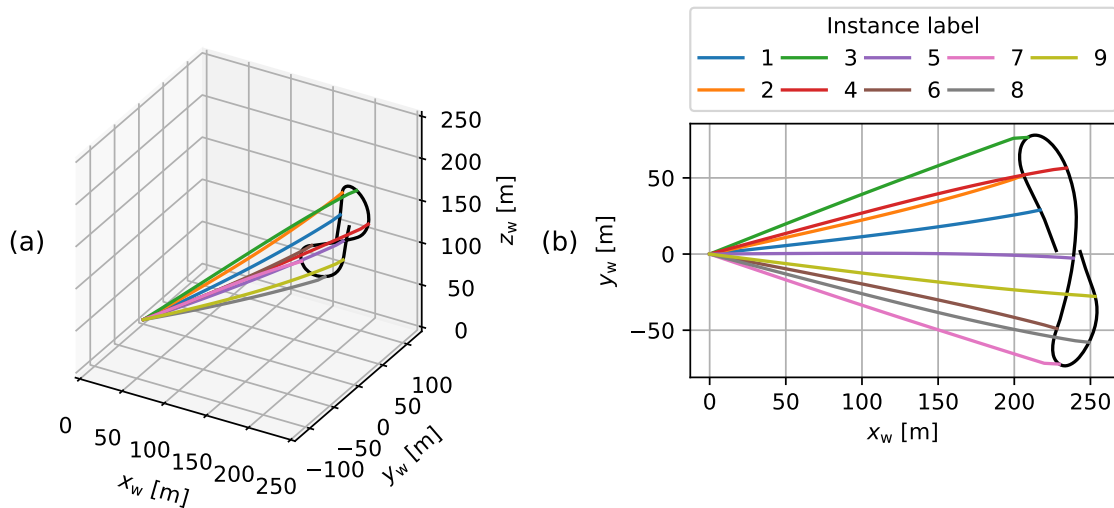 Instance label
1 3 5 7 9
2 4 6 8
(a)
250
200
150
100
50
0
z_w [m]
0 50 100 150 200 250
x_w [m]
−100 −50 0 50 100
y_w [m]
(b)
50
0
−50
y_w [m]
0 50 100 150 200 250
x_w [m]